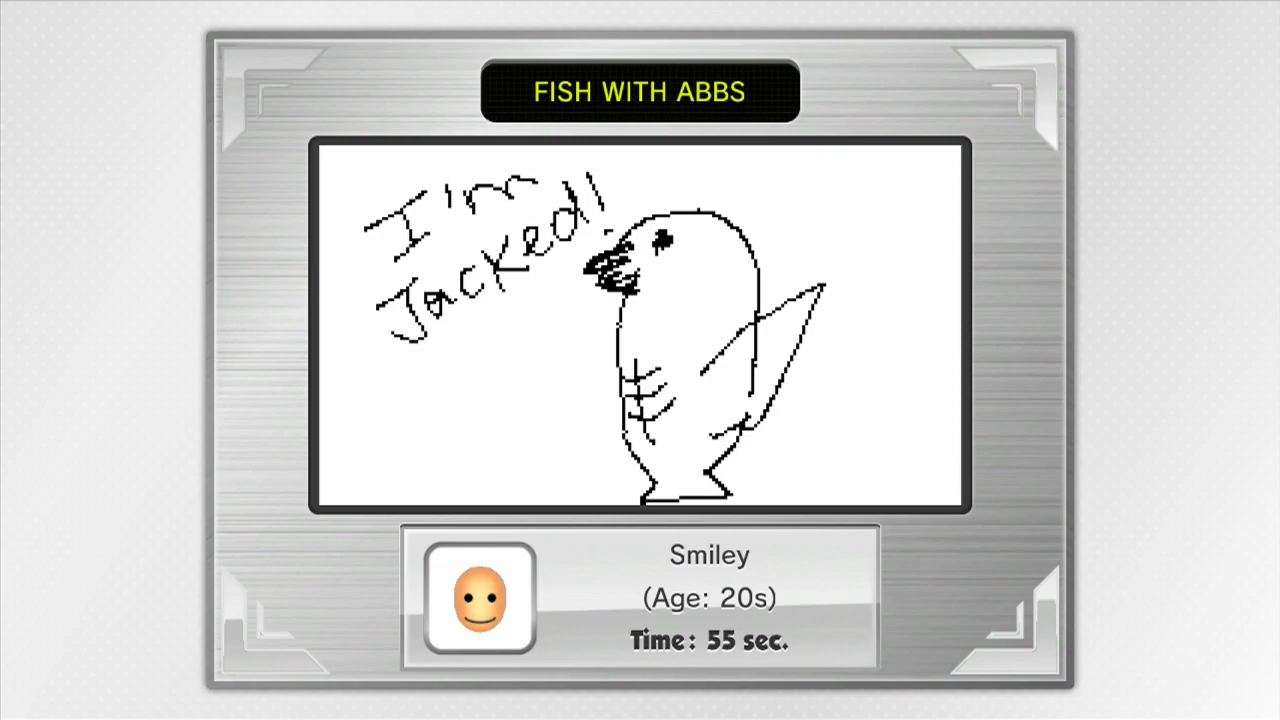 FISH WITH ABBS
I'm
Jacked!
Smiley
(Age: 20s)
Time: 55 sec.